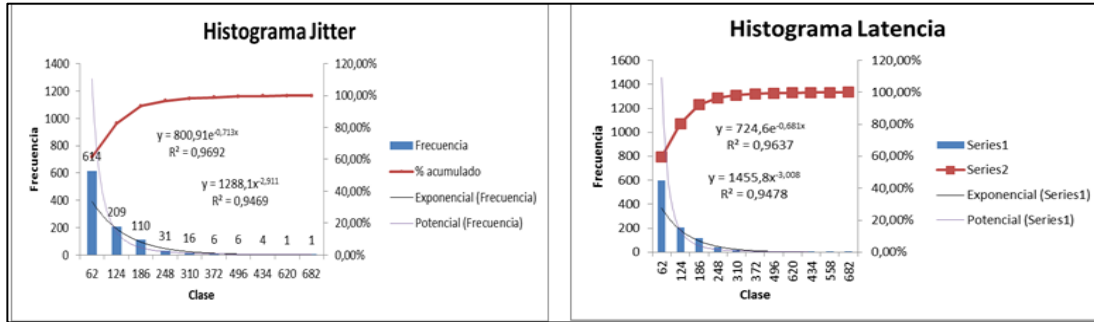 Histograma Jitter
1400
1200
1000
800
600
400
200
0
Frecuencia
120,00%
100,00%
80,00%
60,00%
40,00%
20,00%
0,00%
y = 800,91e-0,713x
R² = 0,9692
y = 1288,1x-2,911
R² = 0,9469
614
209
110
31
16
6
6
4
1
1
62 124 186 248 310 372 496 434 620 682
Clase
Frecuencia
% acumulado
Exponencial (Frecuencia)
Potencial (Frecuencia)
Histograma Latencia
1600
1400
1200
1000
800
600
400
200
0
Frecuencia
120,00%
100,00%
80,00%
60,00%
40,00%
20,00%
0,00%
y = 724,6e-0,681x
R² = 0,9637
y = 1455,8x-3,008
R² = 0,9478
62 124 186 248 310 372 496 620 434 558 682
Clase
Series1
Series2
Exponencial (Series1)
Potencial (Series1)